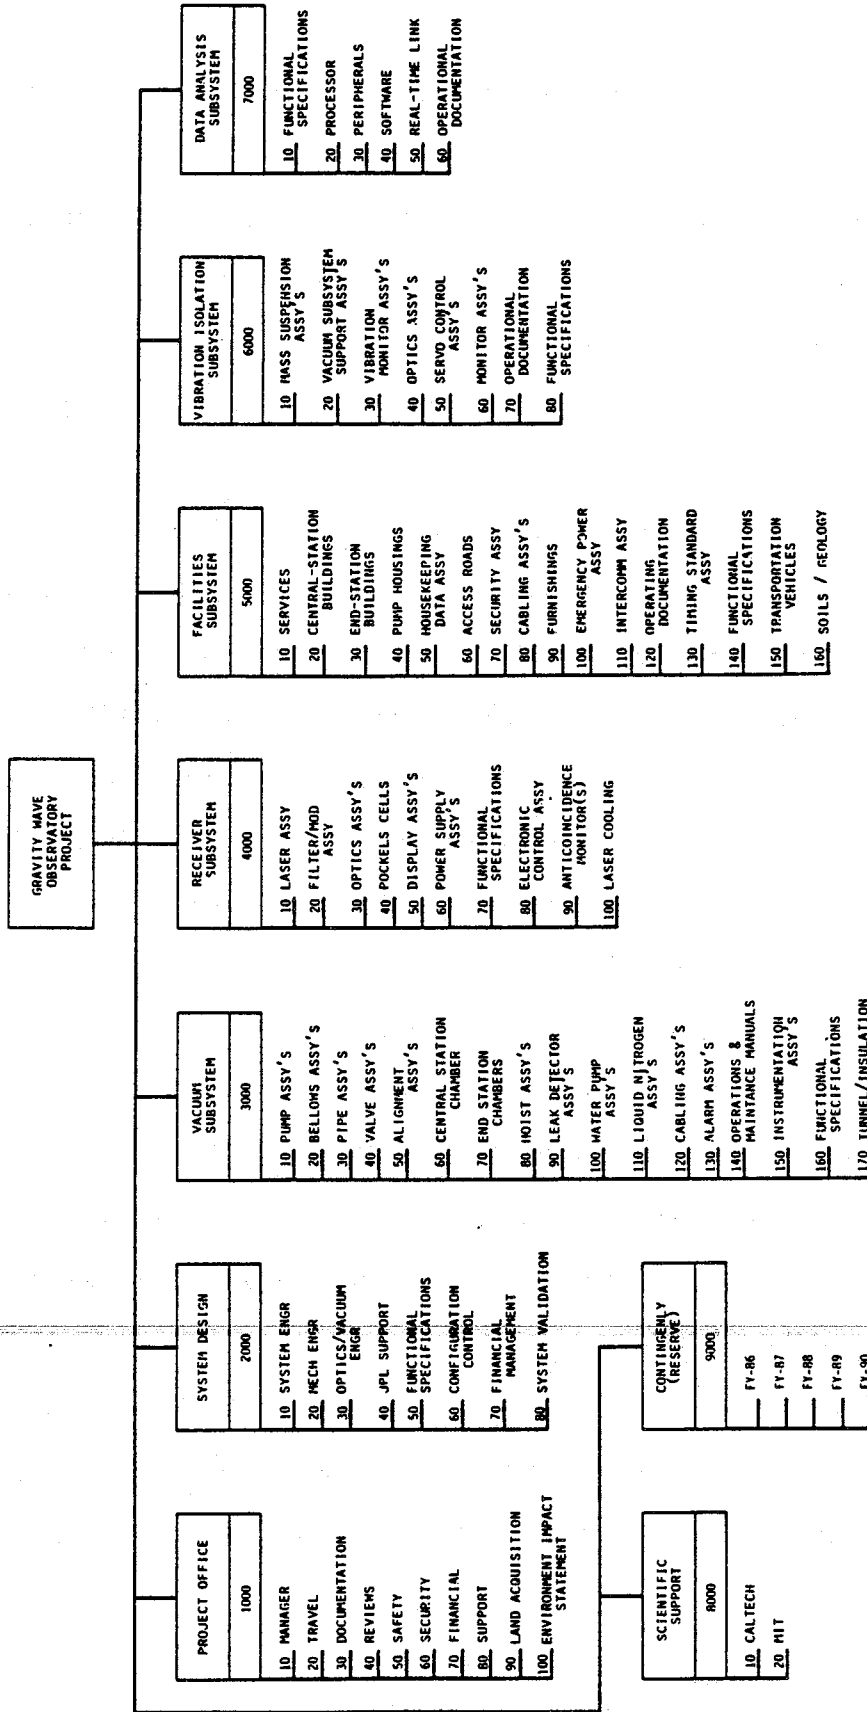 GRAVITY WAVE
OBSERVATORY
PROJECT
PROJECT OFFICE
1000
10 MANAGER
20 TRAVEL
30 DOCUMENTATION
40 REVIEWS
50 SAFETY
60 SECURITY
70 FINANCIAL
80 SUPPORT
90 LAND ACQUISITION
100 ENVIRONMENT IMPACT
STATEMENT
SYSTEM DESIGN
2000
10 SYSTEM ENGR
20 MECH ENGR
30 OPTICS/VACUUM
ENGR
40 JPL SUPPORT
50 FUNCTIONAL
SPECIFICATIONS
60 CONFIGURATION
CONTROL
70 FINANCIAL
MANAGEMENT
80 SYSTEM VALIDATION
VACUUM
SUBSYSTEM
3000
10 PUMP ASSY'S
20 BELLOWS ASSY'S
30 PIPE ASSY'S
40 VALVE ASSY'S
50 ALIGNMENT
ASSY'S
60 CENTRAL STATION
CHAMBER
70 END STATION
CHAMBERS
80 HOIST ASSY'S
90 LEAK DETECTOR
ASSY'S
100 WATER PUMP
ASSY'S
110 LIQUID NITROGEN
ASSY'S
120 CABLING ASSY'S
130 ALARM ASSY'S
140 OPERATIONS &
MAINTANCE MANUALS
150 INSTRUMENTATION
ASSY'S
160 FUNCTIONAL
SPECIFICATIONS
170 TUNNEL/INSULATION
RECEIVER
SUBSYSTEM
4000
10 LASER ASSY
20 FILTER/MOD
ASSY
30 OPTICS ASSY'S
40 POCKELS CELLS
50 DISPLAY ASSY'S
60 POWER SUPPLY
ASSY'S
70 FUNCTIONAL
SPECIFICATIONS
80 ELECTRONIC
CONTROL ASSY
90 ANTICOINCIDENCE
MONITOR(S)
100 LASER COOLING
FACILITIES
SUBSYSTEM
5000
10 SERVICES
20 CENTRAL-STATION
BUILDINGS
30 END-STATION
BUILDINGS
40 PUMP HOUSINGS
50 HOUSEKEEPING
DATA ASSY
60 ACCESS ROADS
70 SECURITY ASSY
80 CABLING ASSY'S
90 FURNISHINGS
100 EMERGENCY POWER
ASSY
110 INTERCOMM ASSY
120 OPERATING
DOCUMENTATION
130 TIMING STANDARD
ASSY
140 FUNCTIONAL
SPECIFICATIONS
150 TRANSPORTATION
VEHICLES
160 SOILS / GEOLOGY
VIBRATION ISOLATION
SUBSYSTEM
6000
10 MASS SUSPENSION
ASSY'S
20 VACUUM SUBSYSTEM
SUPPORT ASSY'S
30 VIBRATION
MONITOR ASSY'S
40 OPTICS ASSY'S
50 SERVO CONTROL
ASSY'S
60 MONITOR ASSY'S
70 OPERATIONAL
DOCUMENTATION
80 FUNCTIONAL
SPECIFICATIONS
DATA ANALYSIS
SUBSYSTEM
7000
10 FUNCTIONAL
SPECIFICATIONS
20 PROCESSOR
30 PERIPHERALS
40 SOFTWARE
50 REAL-TIME LINK
60 OPERATIONAL
DOCUMENTATION
SCIENTIFIC
SUPPORT
8000
10 CALTECH
20 MIT
CONTINGENLY
(RESERVE)
9000
FY-86
FY-87
FY-88
FY-89
FY-90